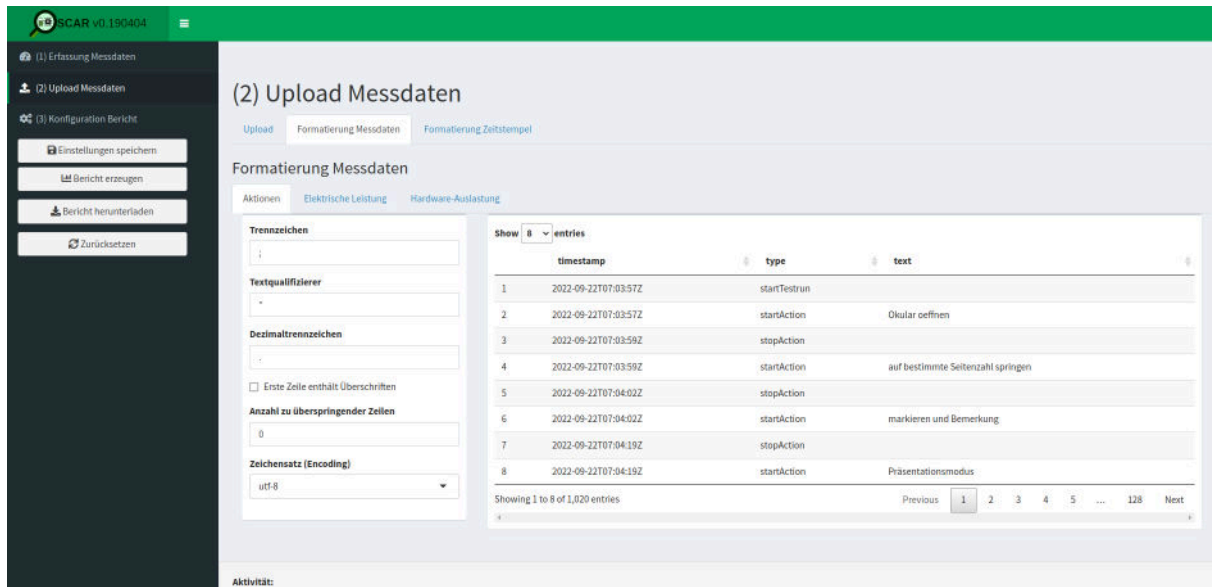 OSCAR v0.190404
(1) Erfassung Messdaten
(2) Upload Messdaten
(3) Konfiguration Bericht
Einstellungen speichern
Bericht erzeugen
Bericht herunterladen
Zurücksetzen
(2) Upload Messdaten
Upload Formatierung Messdaten Formatierung Zeitstempel
Formatierung Messdaten
Aktionen Elektrische Leistung Hardware-Auslastung
Trennzeichen
;
Textqualifizierer
"
Dezimaltrennzeichen
.
Erste Zeile enthält Überschriften
Anzahl zu überspringender Zeilen
0
Zeichensatz (Encoding)
utf-8
Show 8 entries
timestamp type text
1 2022-09-22T07:03:57Z startTestrun
2 2022-09-22T07:03:57Z startAction Okular oeffnen
3 2022-09-22T07:03:59Z stopAction
4 2022-09-22T07:03:59Z startAction auf bestimmte Seitenzahl springen
5 2022-09-22T07:04:02Z stopAction
6 2022-09-22T07:04:02Z startAction markieren und Bemerkung
7 2022-09-22T07:04:19Z stopAction
8 2022-09-22T07:04:19Z startAction Präsentationsmodus
Showing 1 to 8 of 1,020 entries
Previous 1 2 3 4 5 ... 128 Next
Aktivität: